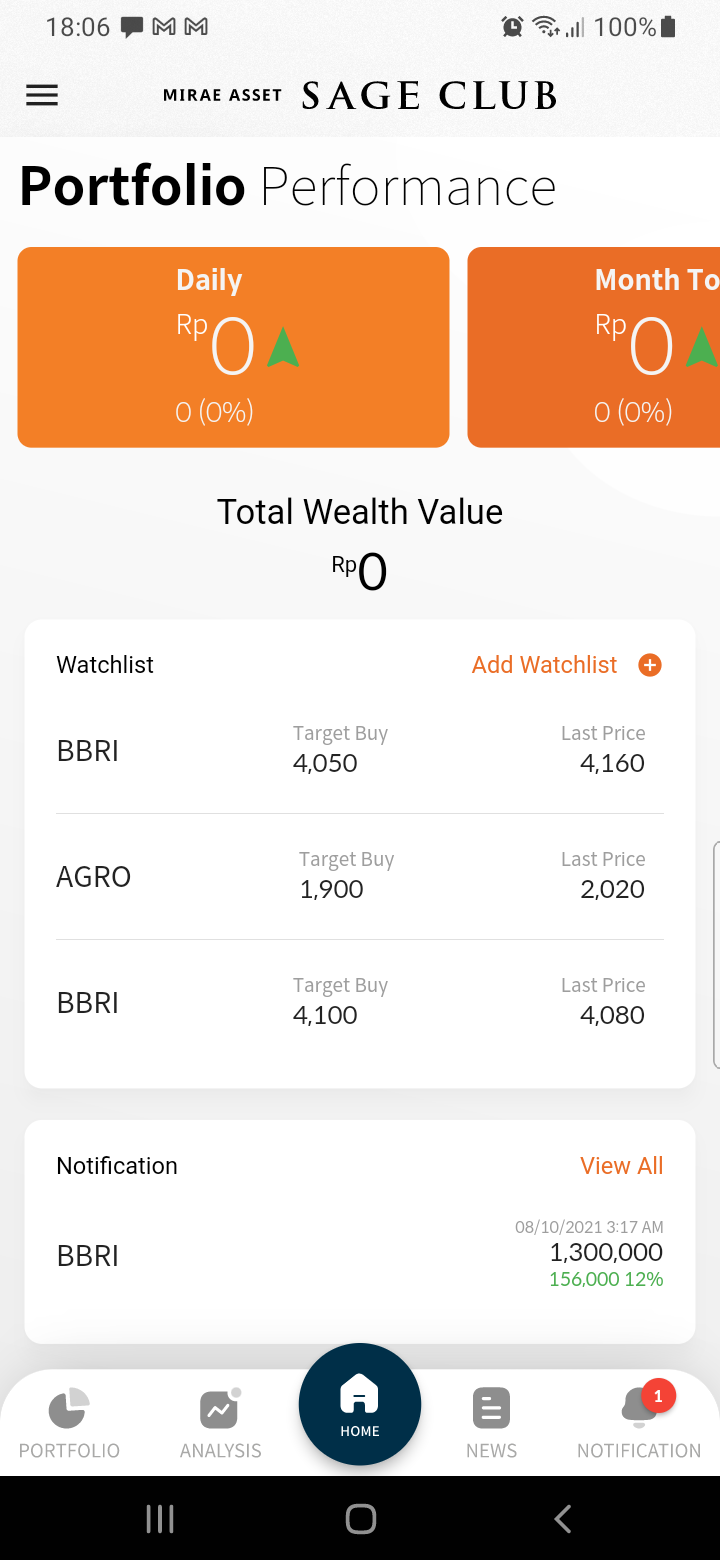 18:06 100%
MIRAE ASSET SAGE CLUB
Portfolio Performance
Daily
Rp0
0 (0%)
Month To
Rp0
0 (0%)
Total Wealth Value
Rp0
Watchlist Add Watchlist
BBRI Target Buy 4,050 Last Price 4,160
AGRO Target Buy 1,900 Last Price 2,020
BBRI Target Buy 4,100 Last Price 4,080
Notification View All
08/10/2021 3:17 AM
BBRI 1,300,000
156,000 12%
1
PORTFOLIO ANALYSIS HOME NEWS NOTIFICATION